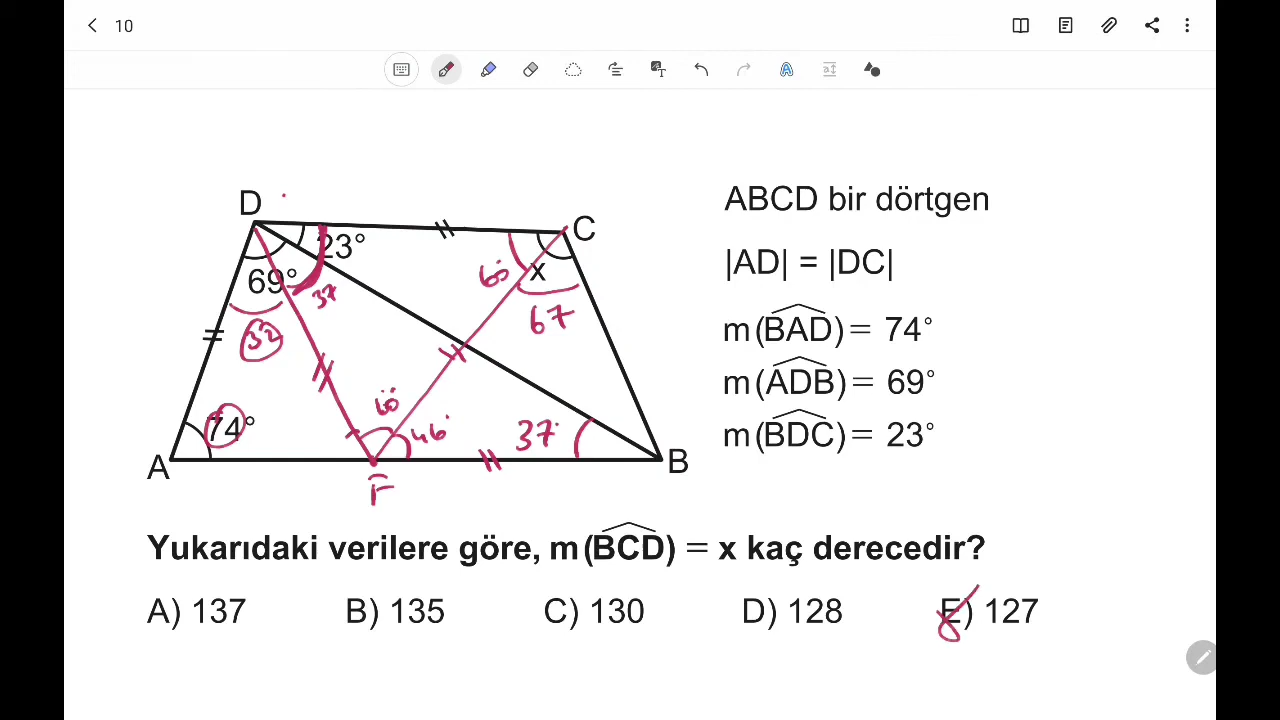 10
D
C
23°
69°
x
60
37
67
32
60
74°
46°
37°
A
B
F
ABCD bir dörtgen
|AD| = |DC|
m(BAD) = 74°
m(ADB) = 69°
m(BDC) = 23°
Yukarıdaki verilere göre, m(BCD) = x kaç derecedir?
A) 137 B) 135 C) 130 D) 128 E) 127